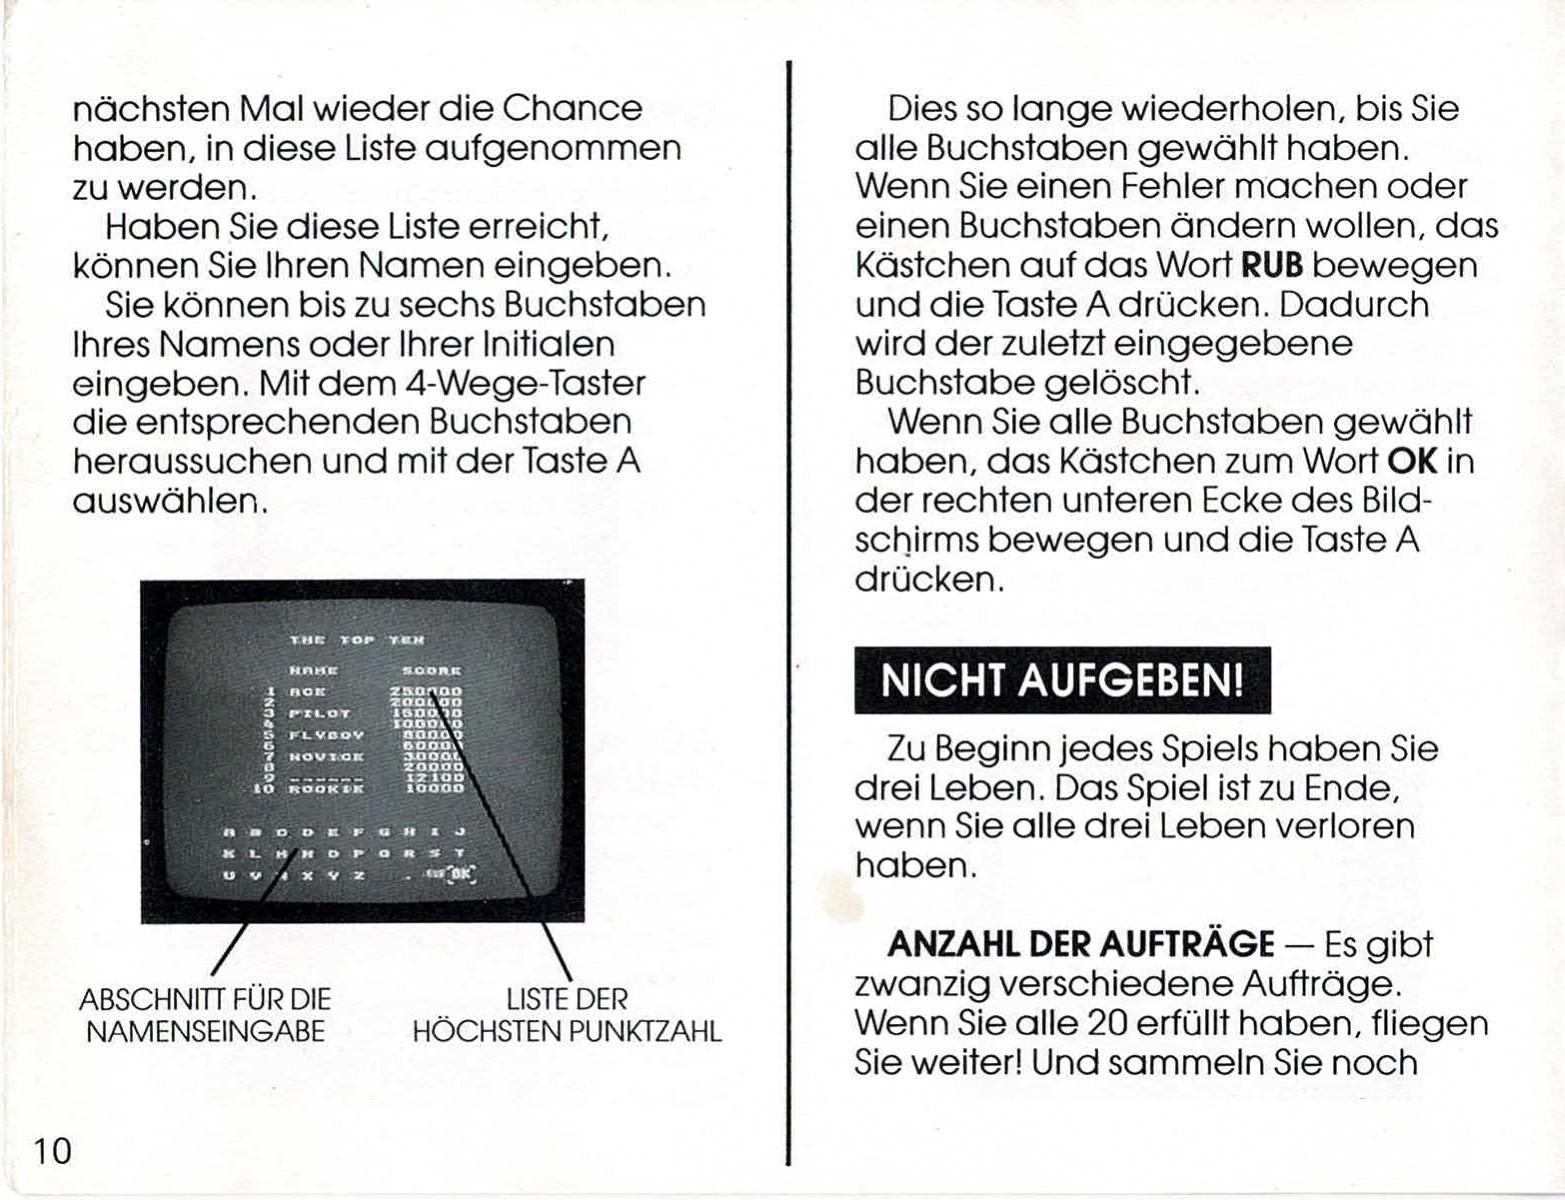 nächsten Mal wieder die Chance
haben, in diese Liste aufgenommen
zu werden.
Haben Sie diese Liste erreicht,
können Sie Ihren Namen eingeben.
Sie können bis zu sechs Buchstaben
Ihres Namens oder Ihrer Initialen
eingeben. Mit dem 4-Wege-Taster
die entsprechenden Buchstaben
heraussuchen und mit der Taste A
auswählen.
THE TOP TEN
NAME SCORE
1 ACE 250000
2 200000
3 PILOT 150000
4 100000
5 FLYBOY 80000
6 60000
7 NOVICE 30000
8 20000
9 ------ 12100
10 ROOKIE 10000
A B C D E F G H I J
K L M N O P Q R S T
U V X Y Z . RUB OK
ABSCHNITT FÜR DIE
NAMENSEINGABE
LISTE DER
HÖCHSTEN PUNKTZAHL
10
Dies so lange wiederholen, bis Sie
alle Buchstaben gewählt haben.
Wenn Sie einen Fehler machen oder
einen Buchstaben ändern wollen, das
Kästchen auf das Wort RUB bewegen
und die Taste A drücken. Dadurch
wird der zuletzt eingegebene
Buchstabe gelöscht.
Wenn Sie alle Buchstaben gewählt
haben, das Kästchen zum Wort OK in
der rechten unteren Ecke des Bild-
schirms bewegen und die Taste A
drücken.
NICHT AUFGEBEN!
Zu Beginn jedes Spiels haben Sie
drei Leben. Das Spiel ist zu Ende,
wenn Sie alle drei Leben verloren
haben.
ANZAHL DER AUFTRÄGE — Es gibt
zwanzig verschiedene Aufträge.
Wenn Sie alle 20 erfüllt haben, fliegen
Sie weiter! Und sammeln Sie noch